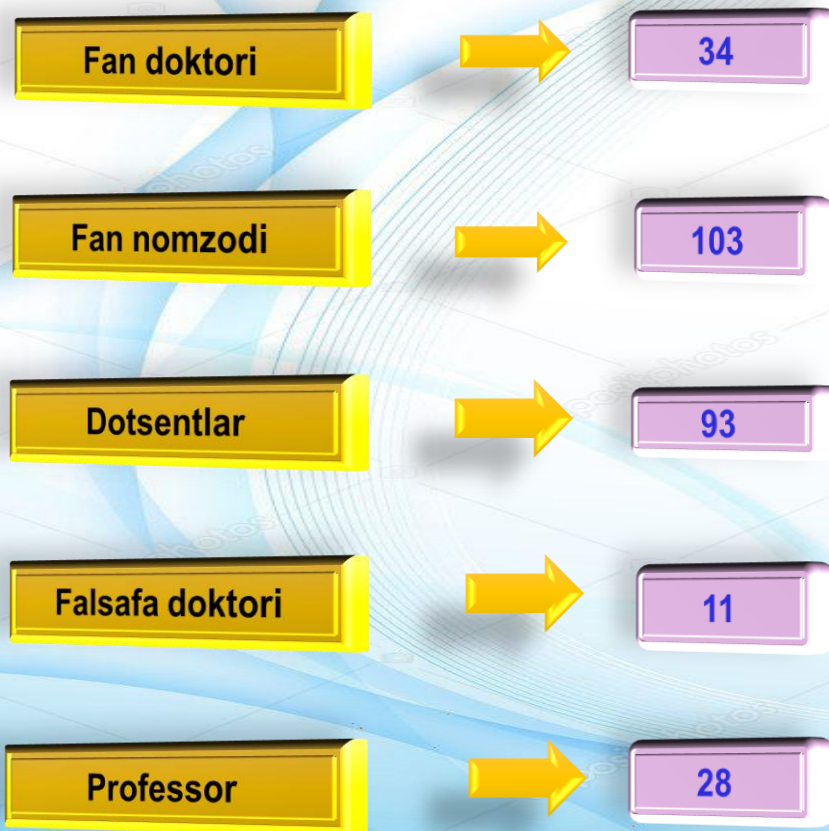 Fan doktori 34
Fan nomzodi 103
Dotsentlar 93
Falsafa doktori 11
Professor 28